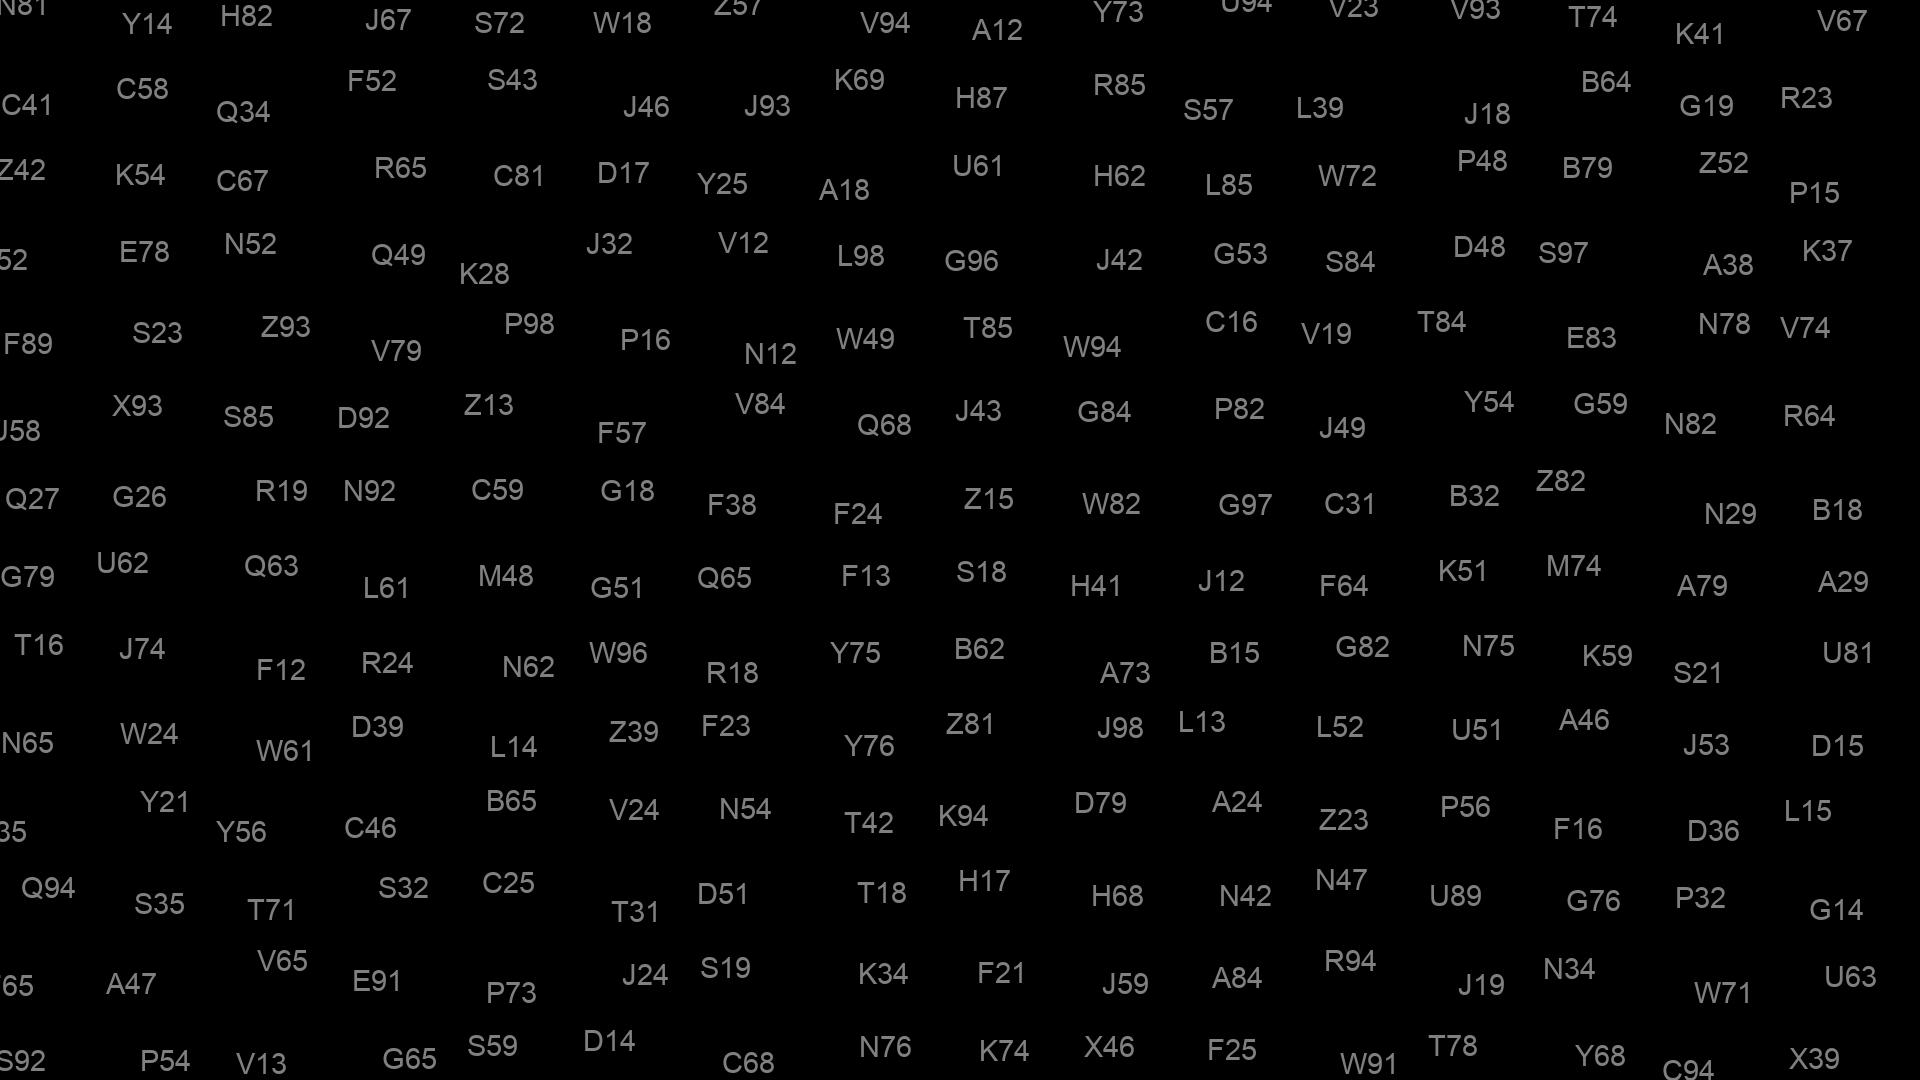 N81 Y14 H82 J67 S72 W18 Z57 V94 A12 Y73 U94 V23 V93 T74 K41 V67
C41 C58 Q34 F52 S43 J46 J93 K69 H87 R85 S57 L39 J18 B64 G19 R23
Z42 K54 C67 R65 C81 D17 Y25 A18 U61 H62 L85 W72 P48 B79 Z52 P15
52 E78 N52 Q49 K28 J32 V12 L98 G96 J42 G53 S84 D48 S97 A38 K37
F89 S23 Z93 V79 P98 P16 N12 W49 T85 W94 C16 V19 T84 E83 N78 V74
J58 X93 S85 D92 Z13 F57 V84 Q68 J43 G84 P82 J49 Y54 G59 N82 R64
Q27 G26 R19 N92 C59 G18 F38 F24 Z15 W82 G97 C31 B32 Z82 N29 B18
G79 U62 Q63 L61 M48 G51 Q65 F13 S18 H41 J12 F64 K51 M74 A79 A29
T16 J74 F12 R24 N62 W96 R18 Y75 B62 A73 B15 G82 N75 K59 S21 U81
N65 W24 W61 D39 L14 Z39 F23 Y76 Z81 J98 L13 L52 U51 A46 J53 D15
35 Y21 Y56 C46 B65 V24 N54 T42 K94 D79 A24 Z23 P56 F16 D36 L15
Q94 S35 T71 S32 C25 T31 D51 T18 H17 H68 N42 N47 U89 G76 P32 G14
65 A47 V65 E91 P73 J24 S19 K34 F21 J59 A84 R94 J19 N34 W71 U63
S92 P54 V13 G65 S59 D14 C68 N76 K74 X46 F25 W91 T78 Y68 C94 X39